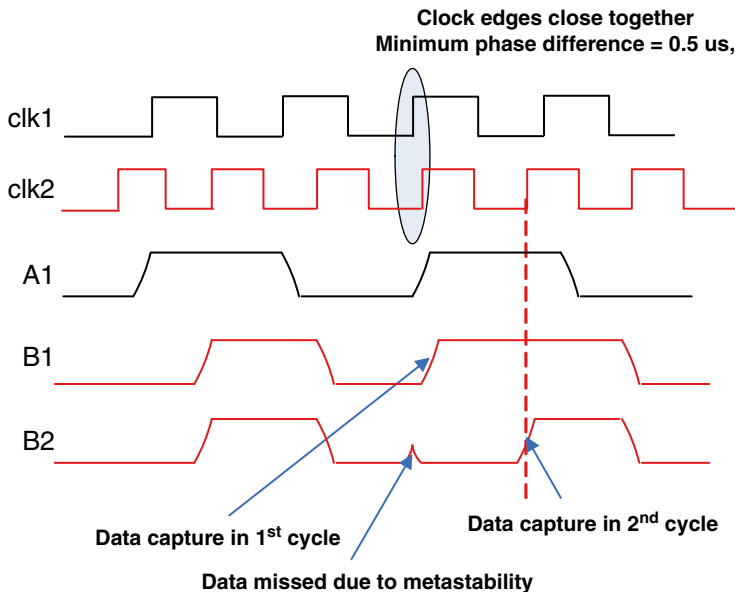 Clock edges close together
Minimum phase difference = 0.5 us,
clk1
clk2
A1
B1
B2
Data capture in 1st cycle
Data capture in 2nd cycle
Data missed due to metastability